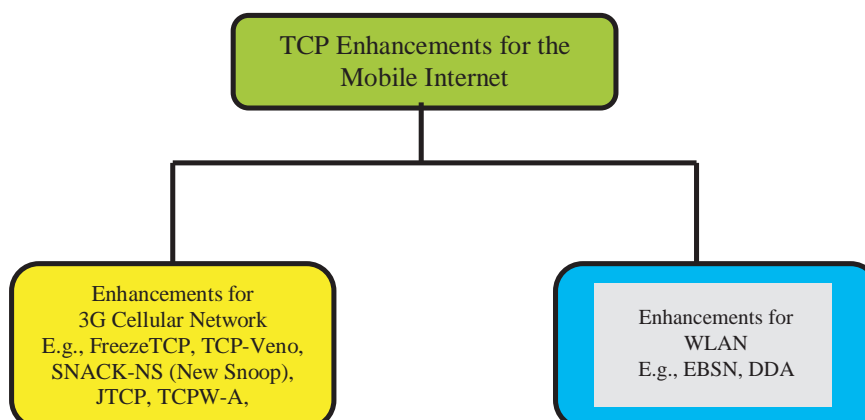 TCP Enhancements for the
Mobile Internet
Enhancements for
3G Cellular Network
E.g., FreezeTCP, TCP-Veno,
SNACK-NS (New Snoop),
JTCP, TCPW-A,
Enhancements for
WLAN
E.g., EBSN, DDA